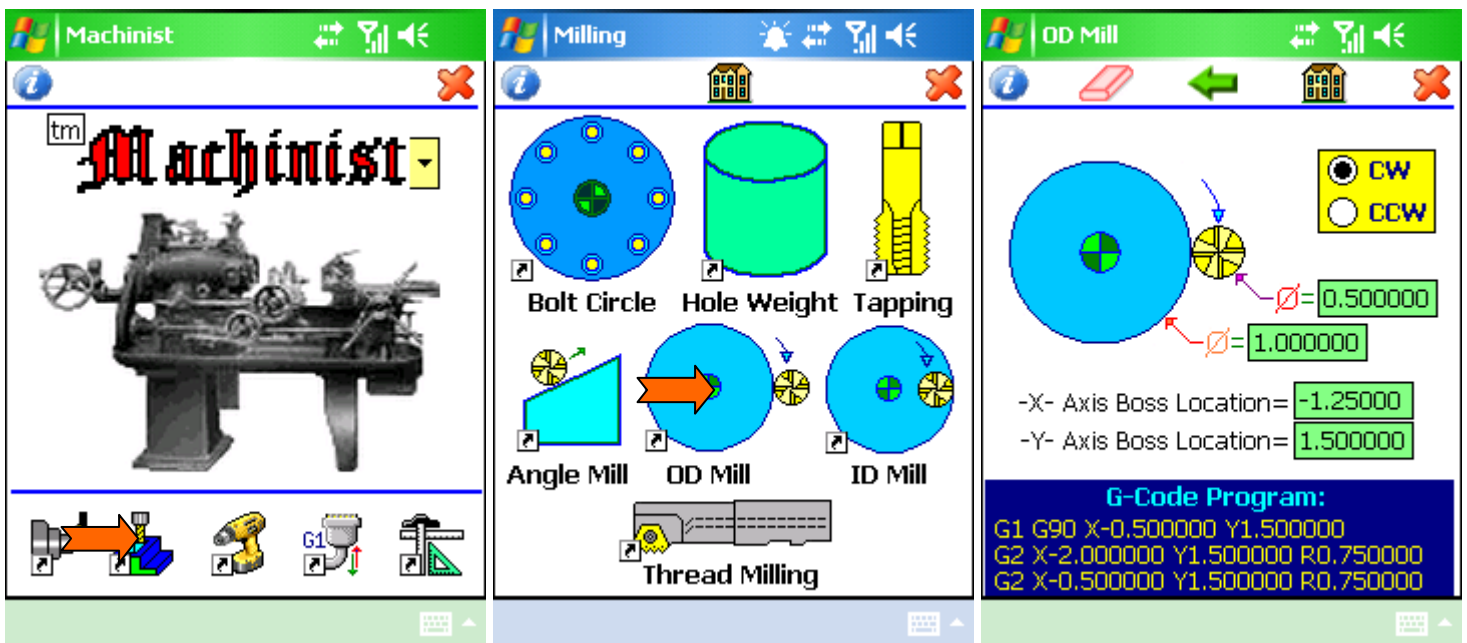 Machinist
tm
Machinist
G1
Milling
Bolt Circle Hole Weight Tapping
Angle Mill OD Mill ID Mill
Thread Milling
OD Mill
CW
CCW
Ø= 0.500000
Ø= 1.000000
-X- Axis Boss Location= -1.25000
-Y- Axis Boss Location= 1.500000
G-Code Program:
G1 G90 X-0.500000 Y1.500000
G2 X-2.000000 Y1.500000 R0.750000
G2 X-0.500000 Y1.500000 R0.750000